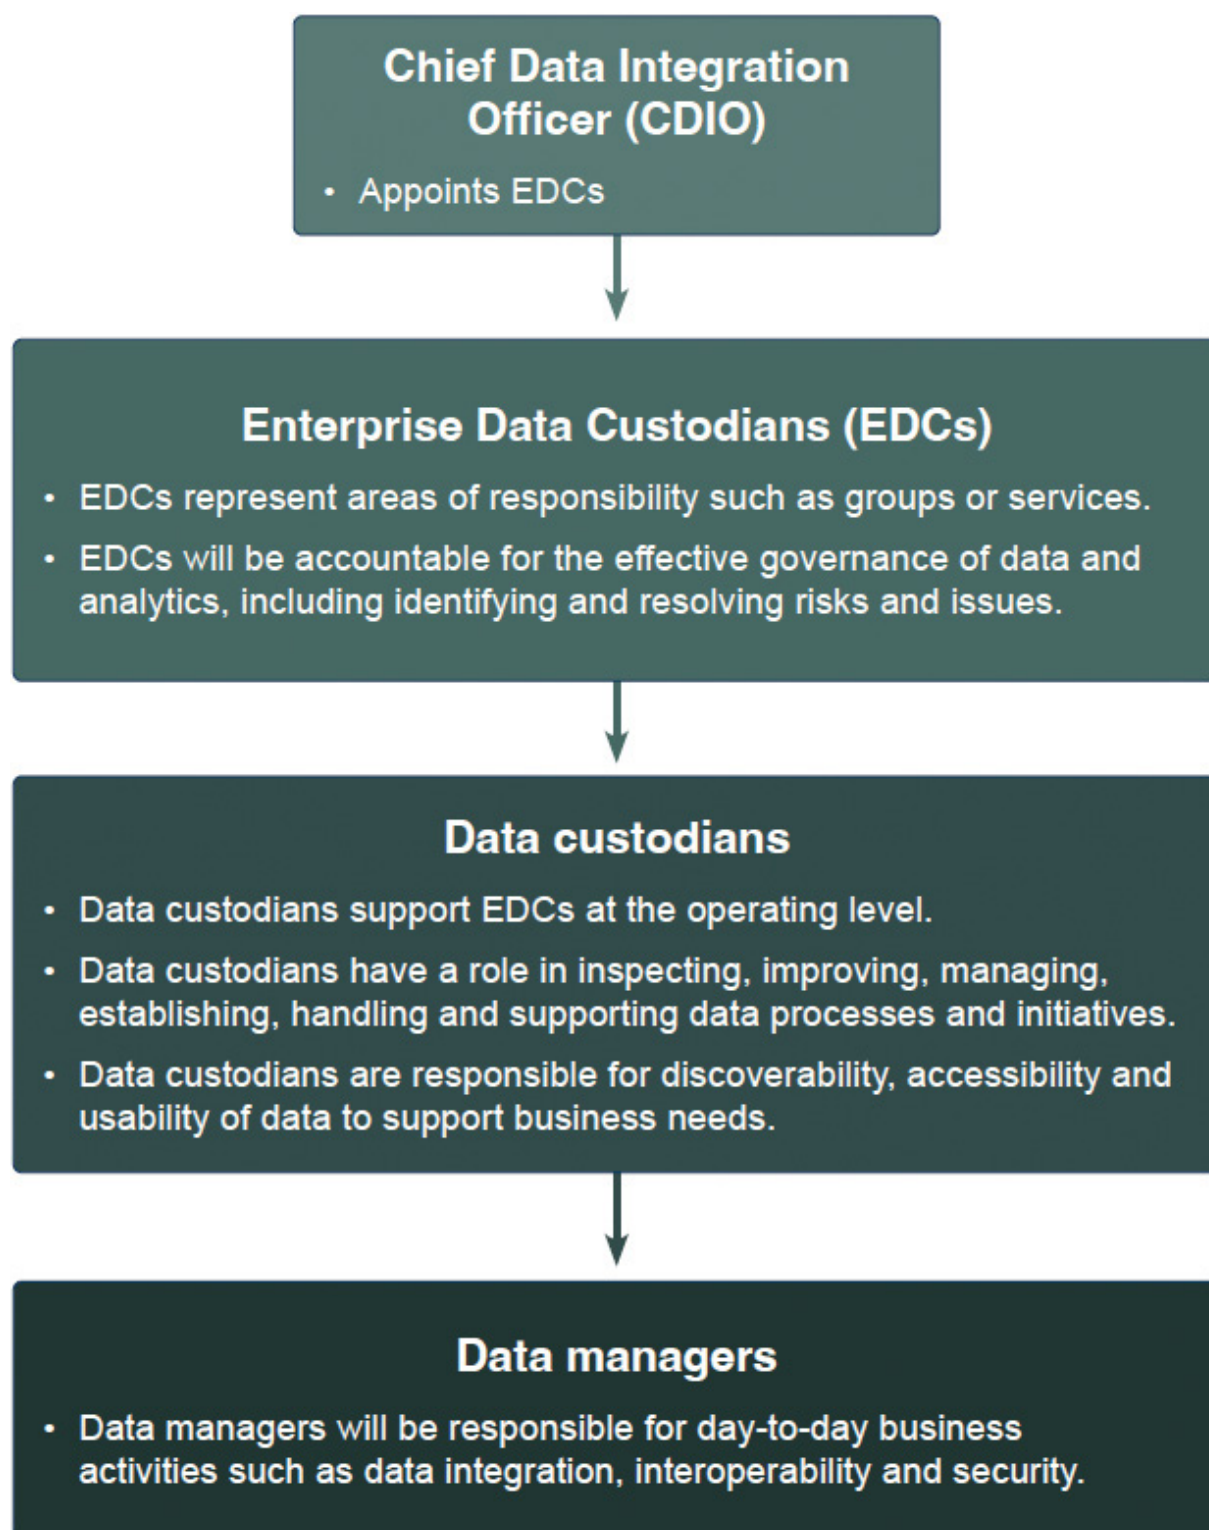 Chief Data Integration
Officer (CDIO)
• Appoints EDCs
Enterprise Data Custodians (EDCs)
• EDCs represent areas of responsibility such as groups or services.
• EDCs will be accountable for the effective governance of data and
analytics, including identifying and resolving risks and issues.
Data custodians
• Data custodians support EDCs at the operating level.
• Data custodians have a role in inspecting, improving, managing,
establishing, handling and supporting data processes and initiatives.
• Data custodians are responsible for discoverability, accessibility and
usability of data to support business needs.
Data managers
• Data managers will be responsible for day-to-day business
activities such as data integration, interoperability and security.